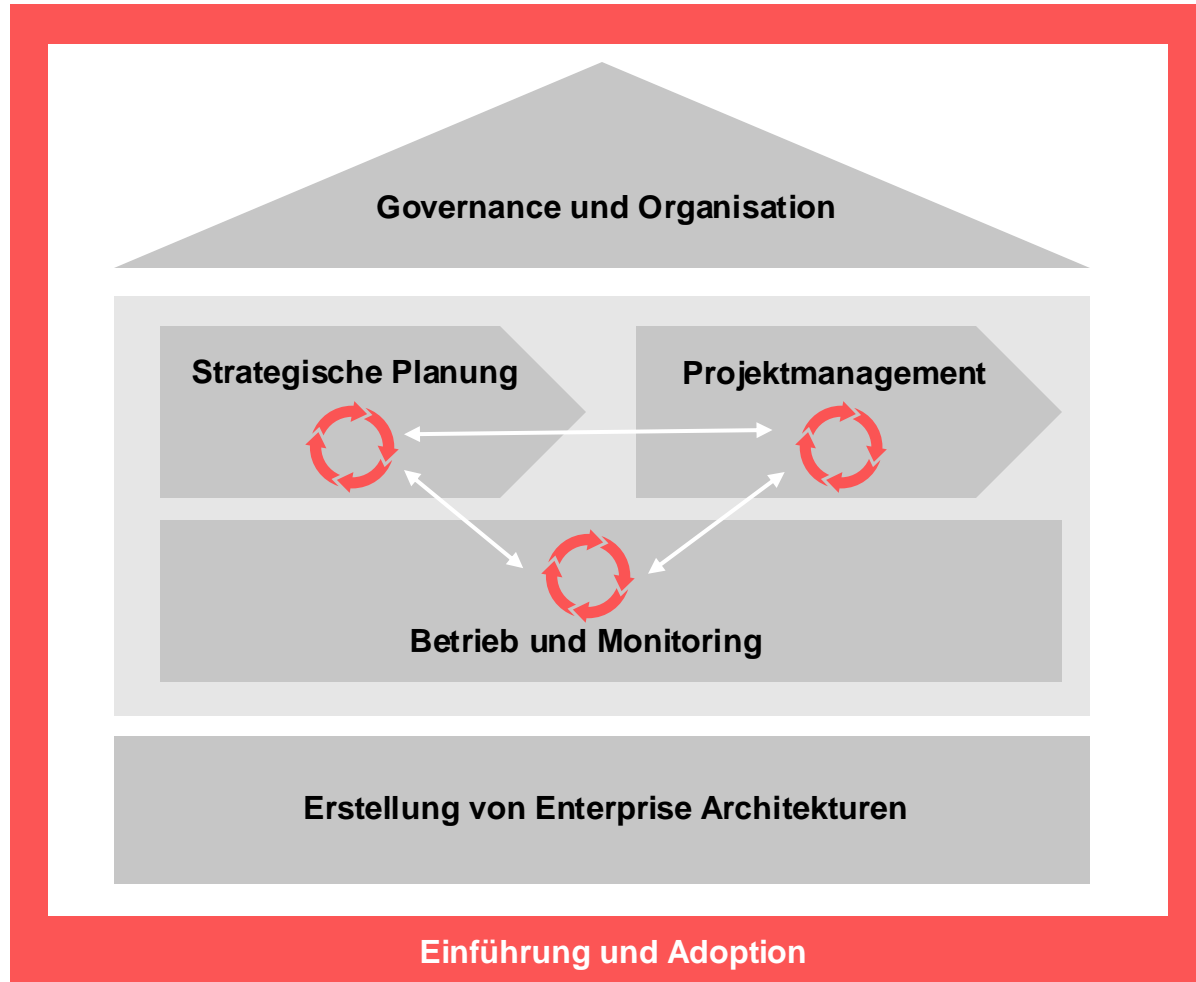 Governance und Organisation
Strategische Planung
Projektmanagement
Betrieb und Monitoring
Erstellung von Enterprise Architekturen
Einführung und Adoption